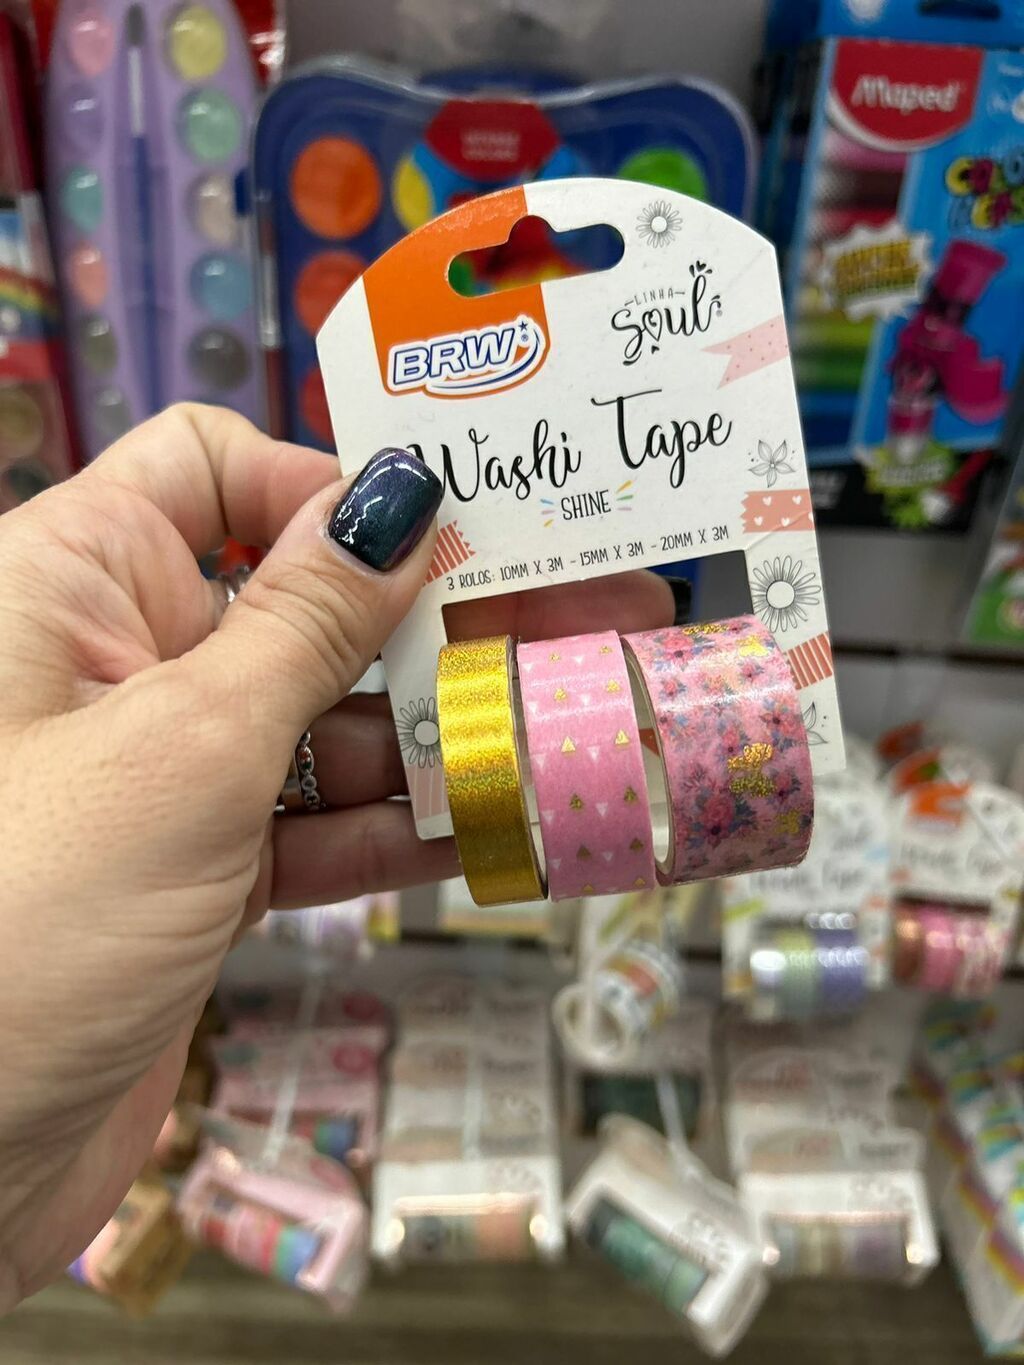 Maped
BRW
LINHA
Soul
Washi Tape
SHINE
3 ROLOS: 10MM X 3M - 15MM X 3M - 20MM X 3M